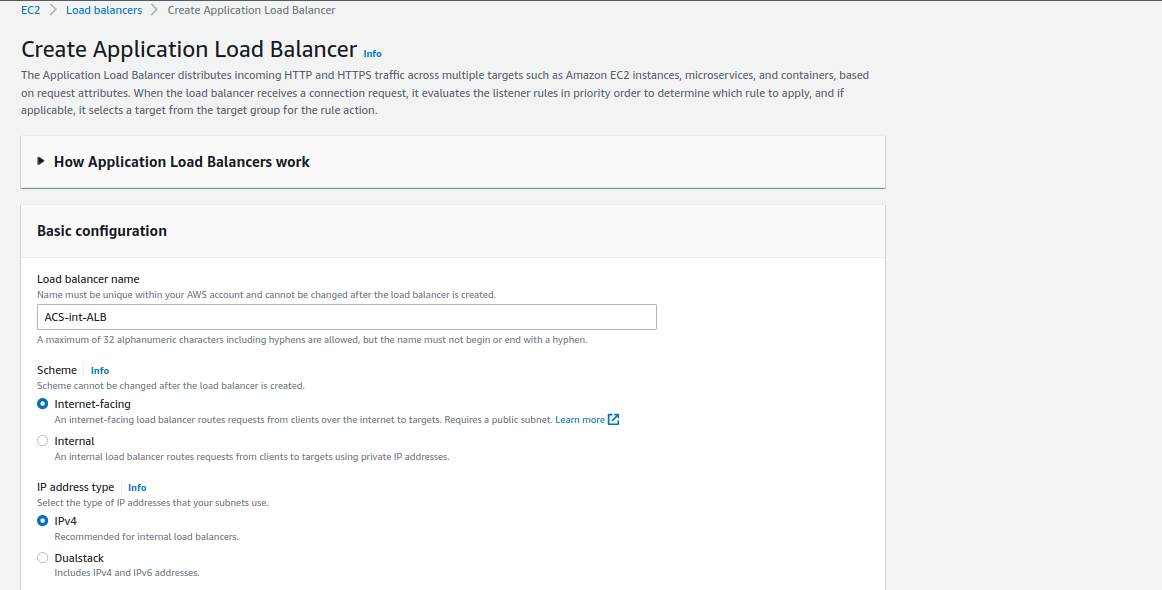 EC2 > Load balancers > Create Application Load Balancer
Create Application Load Balancer Info
The Application Load Balancer distributes incoming HTTP and HTTPS traffic across multiple targets such as Amazon EC2 instances, microservices, and containers, based
on request attributes. When the load balancer receives a connection request, it evaluates the listener rules in priority order to determine which rule to apply, and if
applicable, it selects a target from the target group for the rule action.
How Application Load Balancers work
Basic configuration
Load balancer name
Name must be unique within your AWS account and cannot be changed after the load balancer is created.
ACS-int-ALB
A maximum of 32 alphanumeric characters including hyphens are allowed, but the name must not begin or end with a hyphen.
Scheme Info
Scheme cannot be changed after the load balancer is created.
Internet-facing
An internet-facing load balancer routes requests from clients over the internet to targets. Requires a public subnet. Learn more
Internal
An internal load balancer routes requests from clients to targets using private IP addresses.
IP address type Info
Select the type of IP addresses that your subnets use.
IPv4
Recommended for internal load balancers.
Dualstack
Includes IPv4 and IPv6 addresses.